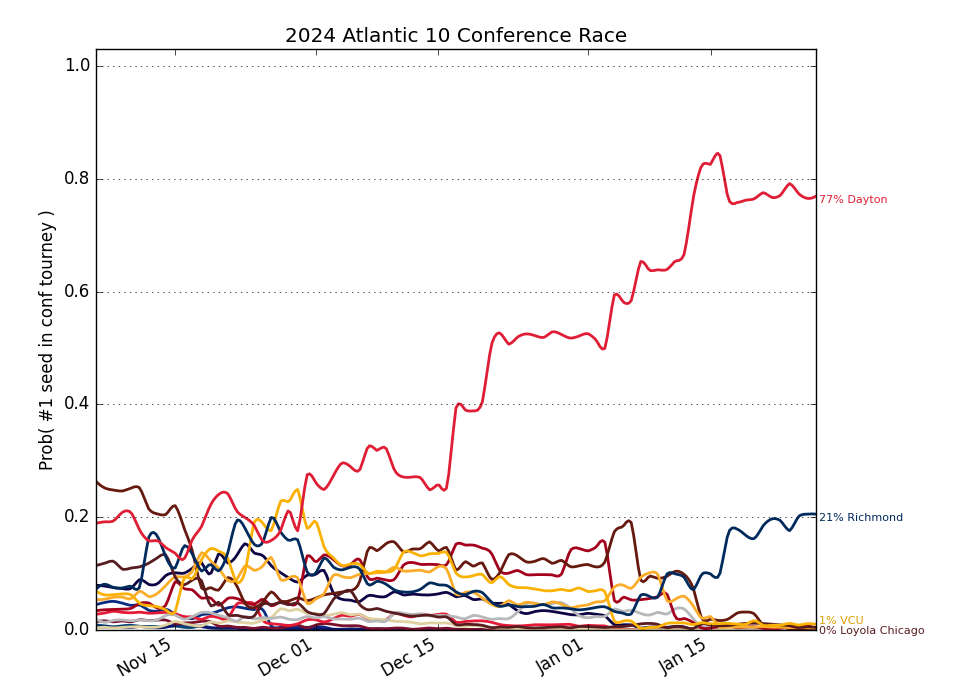 2024 Atlantic 10 Conference Race
Prob( #1 seed in conf tourney )
1.0
0.8
0.6
0.4
0.2
0.0
77% Dayton
21% Richmond
1% VCU
0% Loyola Chicago
Nov 15
Dec 01
Dec 15
Jan 01
Jan 15